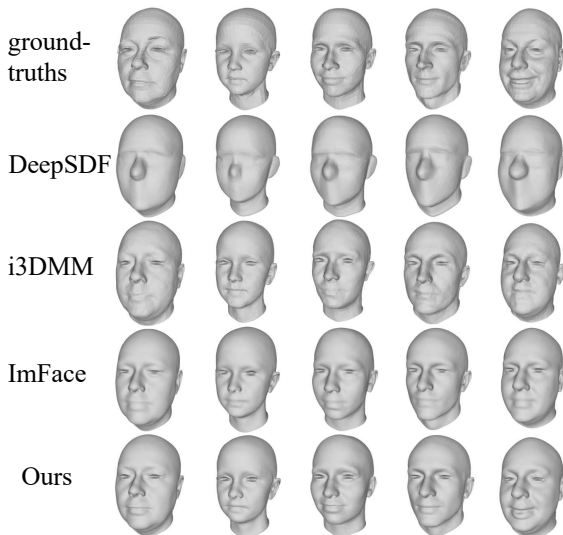 ground-
truths
DeepSDF
i3DMM
ImFace
Ours